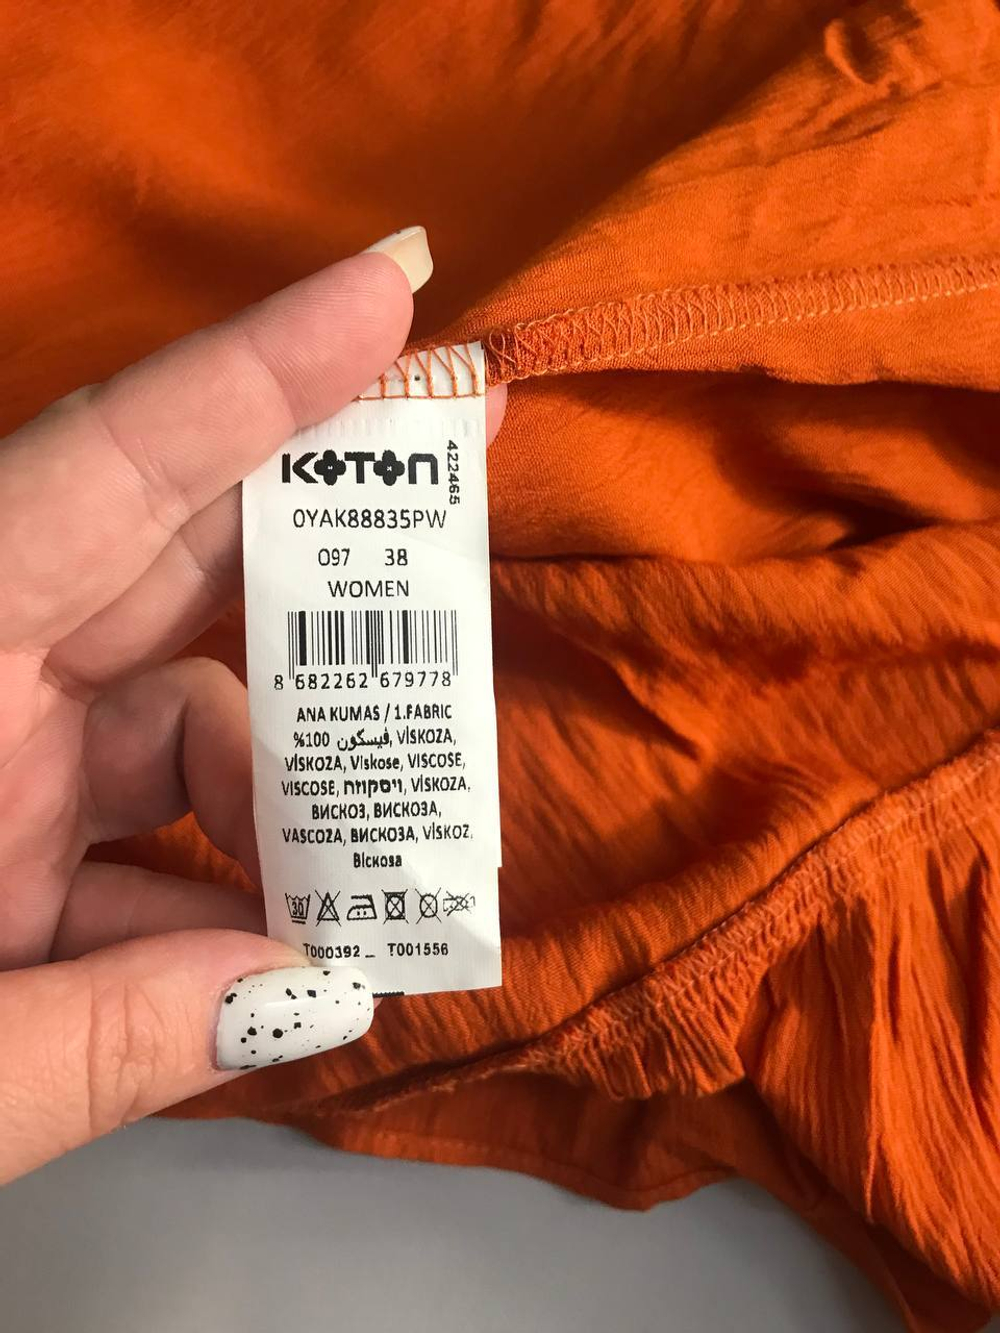 KOTON
422465
0YAK88835PW
097 38
WOMEN
8 682262 679778
ANA KUMAS / 1.FABRIC
%100 فيسكون, VİSKOZA,
VİSKOZA, Viskose, VISCOSE,
VISCOSE, ויסקוזה, VİSKOZA,
ВИСКОЗ, ВИСКОЗА,
VASCOZA, ВИСКОЗА, VİSKOZ,
Віскоза
30
T000392 _ T001556